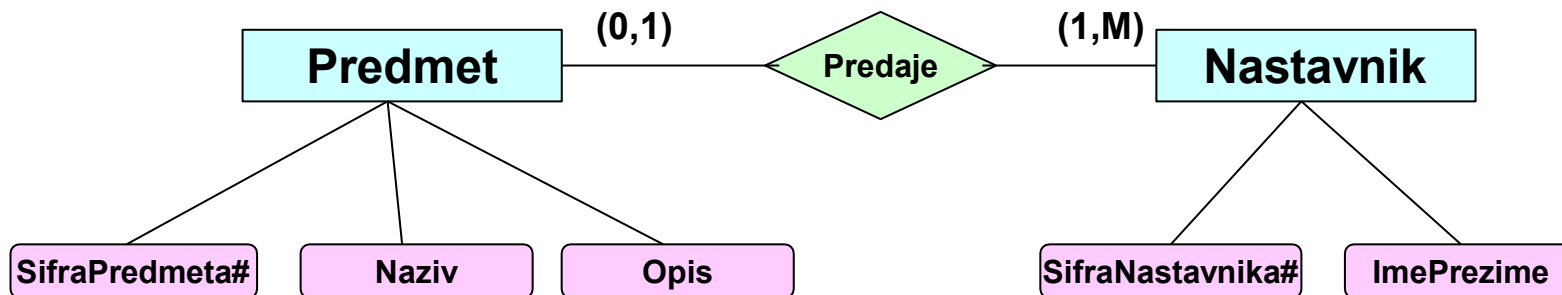 (0,1) (1,M)
Predmet Predaje Nastavnik
SifraPredmeta# Naziv Opis SifraNastavnika# ImePrezime